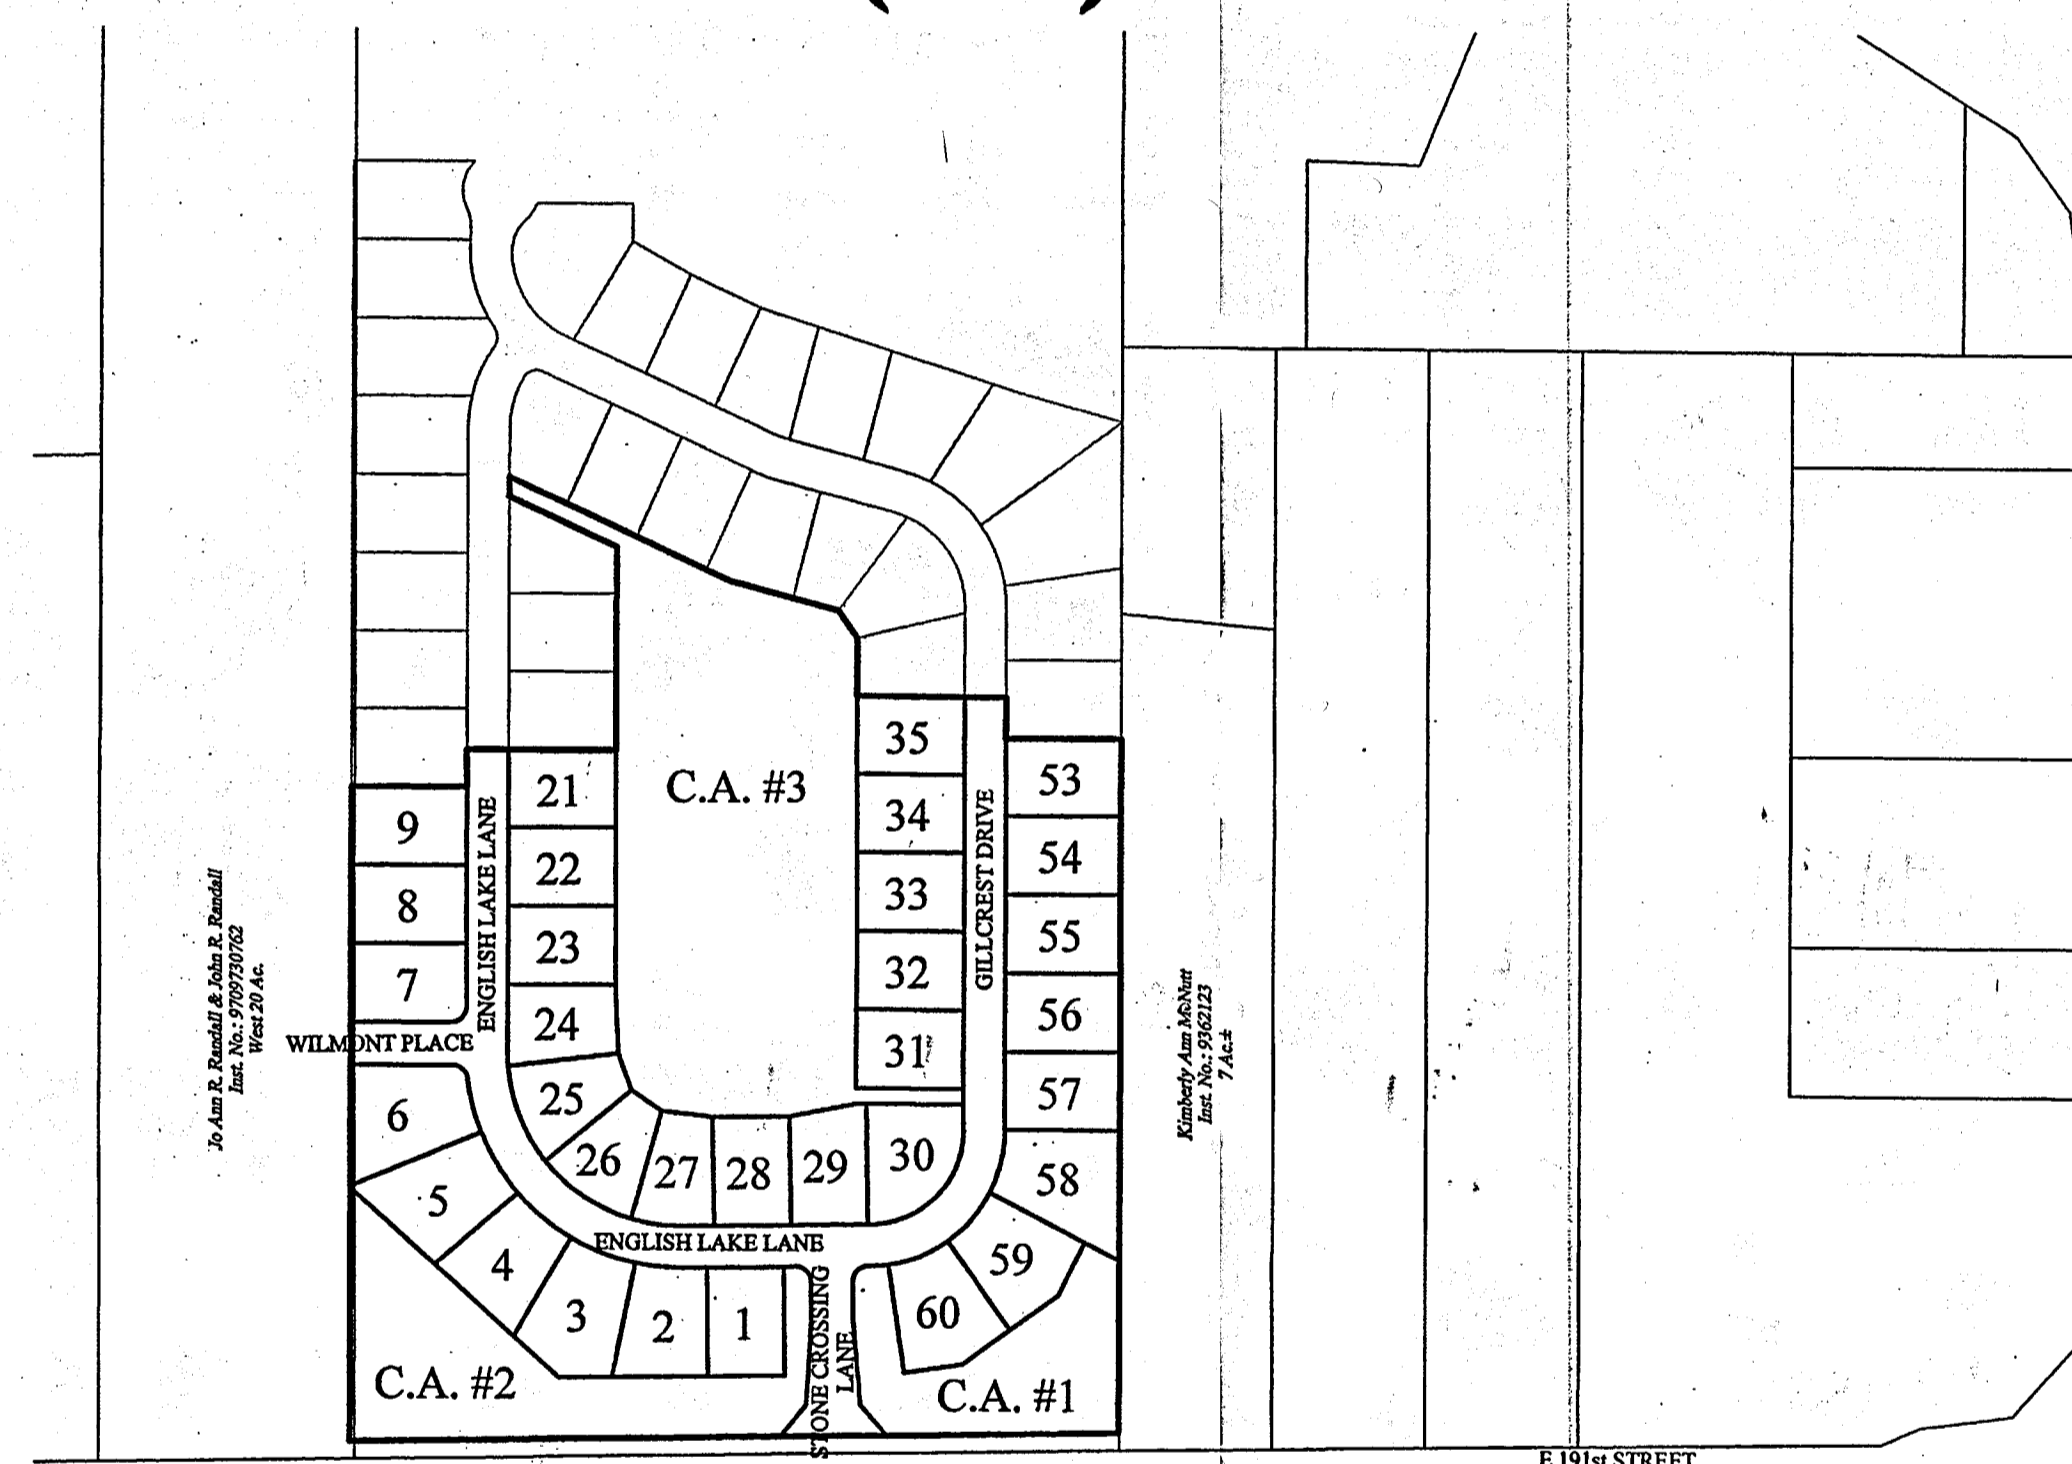 35
C.A. #3
53
21
34
9
54
22
33
8
55
23
32
7
56
24
31
57
ENGLISH LAKE LANE
GILLCREST DRIVE
Jo Ann R. Randall & John R. Randall
Inst. No.: 9709730762
West 20 Ac.
Kimberly Ann McNutt
Inst. No.: 9362123
7 Ac.±
WILMONT PLACE
6
25
26
27
28
29
30
58
5
4
ENGLISH LAKE LANE
59
3
2
1
60
STONE CROSSING
LANE
C.A. #2
C.A. #1
E 191st STREET